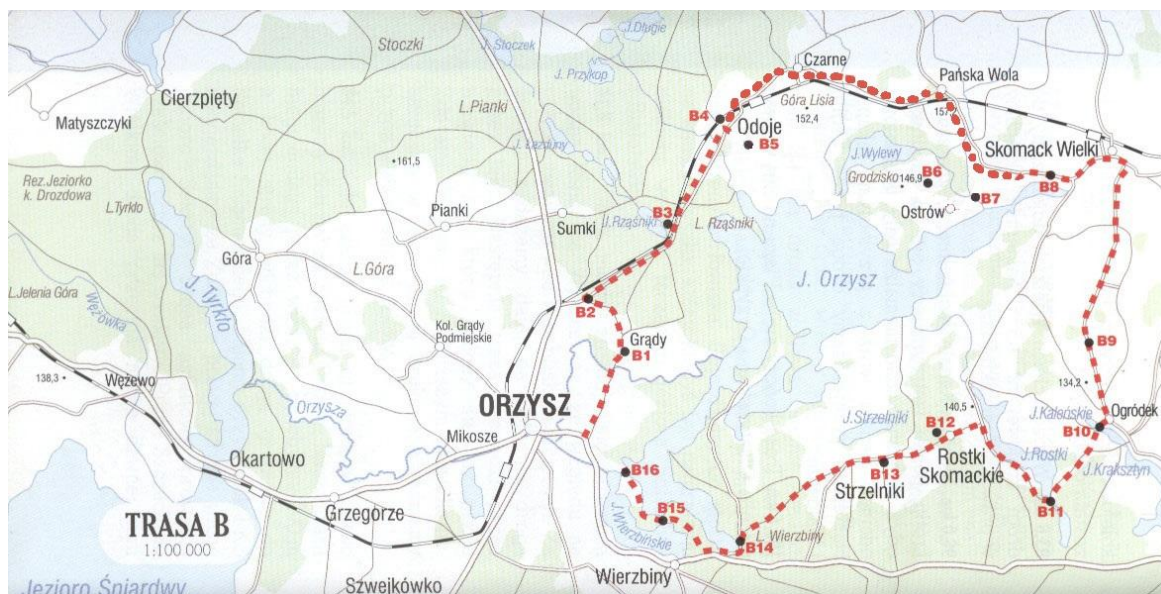 Stoczki
J. Stoczek
J. Długie
J. Przykop
Czarne
Pańska Wola
Cierpięty
Matyszczyki
L. Pianki
Góra Lisia
152,4
157,
B4
Odoje
B5
Skomack Wielki
J. Łazduny
J. Wylewy
161,5
Rez. Jeziorko
k. Drozdowa
L. Tyrkło
Grodzisko
146,9
B6
B7
B8
Ostrów
Pianki
Sumki
B3
J. Rząśniki
L. Rząśniki
Góra
L. Góra
J. Tyrkło
L. Jelenia Góra
Wężówka
J. Orzysz
B2
Kol. Grądy
Podmiejskie
Grądy
B1
B9
138,3
Wężewo
134,2
Orzysza
ORZYSZ
J. Strzelniki
140,5
J. Kaleńskie
Ogródek
Mikosze
B12
B10
Okartowo
Rostki
Skomackie
J. Rostki
J. Kraksztyn
B16
B13
Strzelniki
B11
Grzegorze
J. Wierzbińskie
B15
TRASA B
1:100 000
B14
L. Wierzbiny
Wierzbiny
Szwejkówko
Jezioro Śniardwy